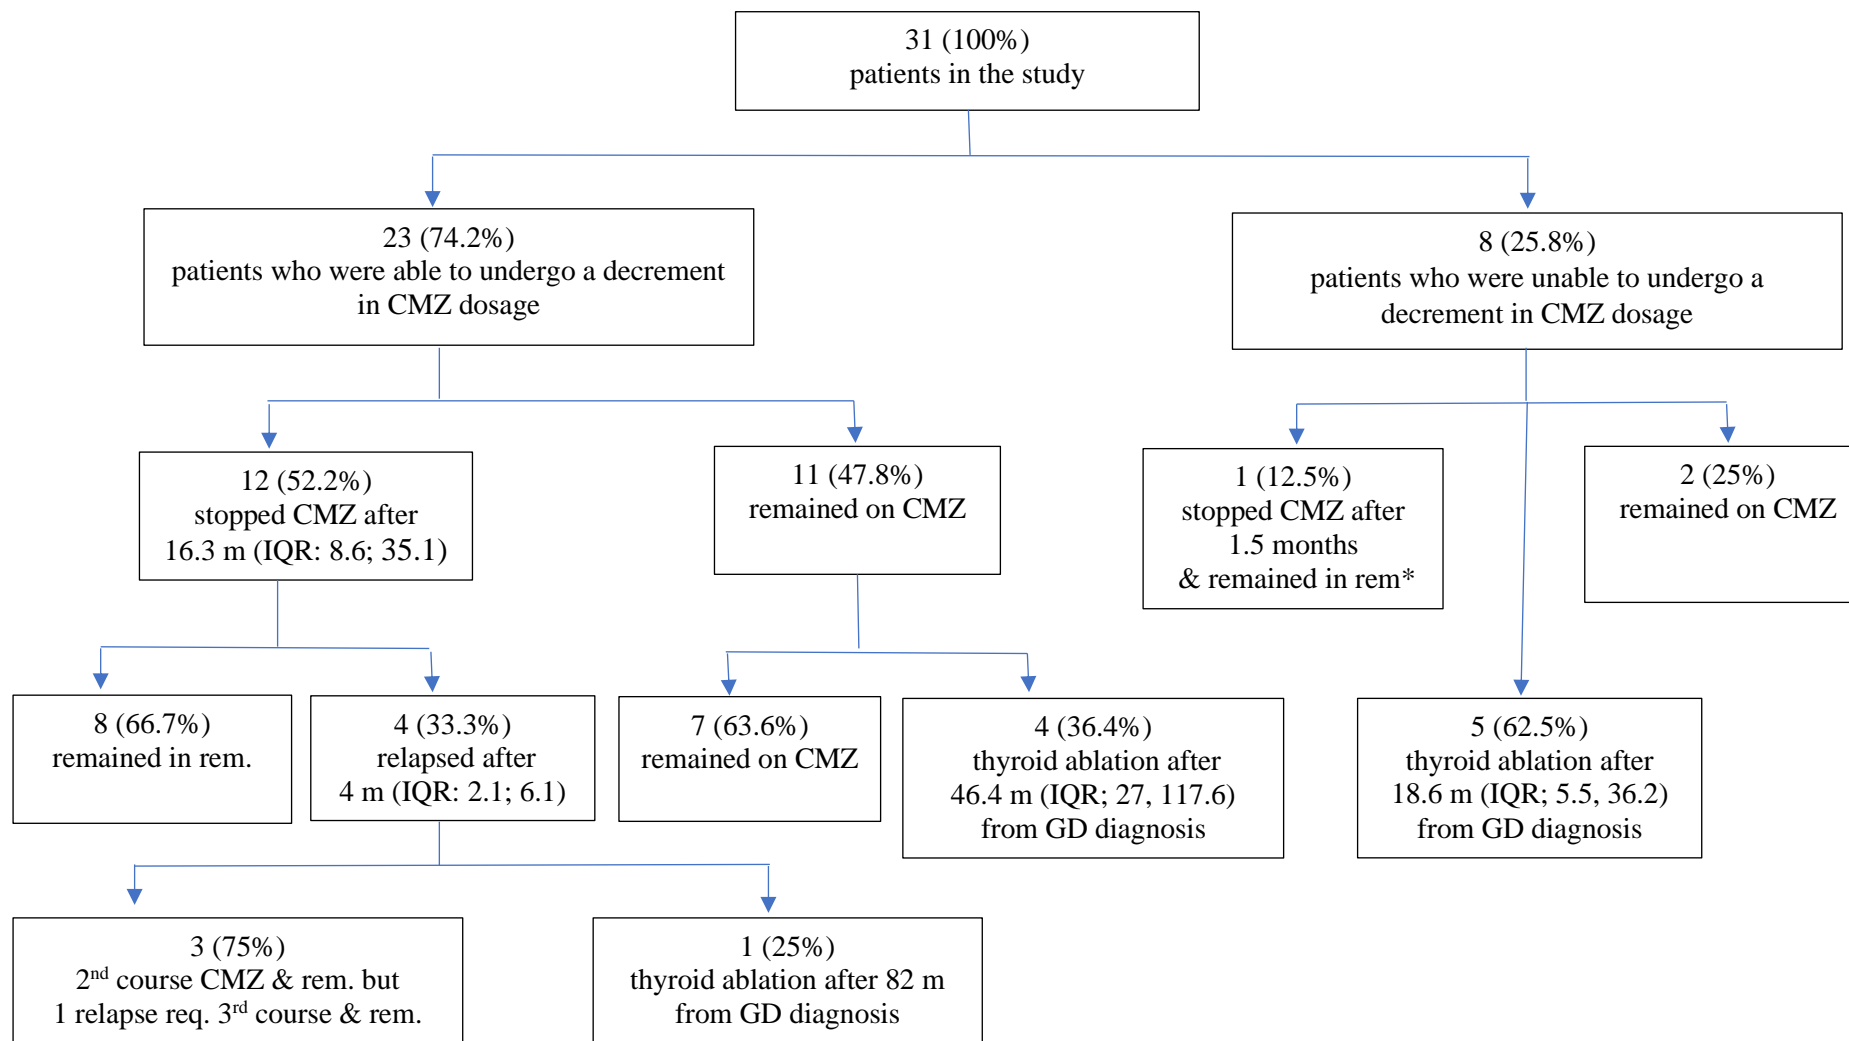 31 (100%)
patients in the study
23 (74.2%)
patients who were able to undergo a decrement
in CMZ dosage
8 (25.8%)
patients who were unable to undergo a
decrement in CMZ dosage
12 (52.2%)
stopped CMZ after
16.3 m (IQR: 8.6; 35.1)
11 (47.8%)
remained on CMZ
1 (12.5%)
stopped CMZ after
1.5 months
& remained in rem*
2 (25%)
remained on CMZ
8 (66.7%)
remained in rem.
4 (33.3%)
relapsed after
4 m (IQR: 2.1; 6.1)
7 (63.6%)
remained on CMZ
4 (36.4%)
thyroid ablation after
46.4 m (IQR; 27, 117.6)
from GD diagnosis
5 (62.5%)
thyroid ablation after
18.6 m (IQR; 5.5, 36.2)
from GD diagnosis
3 (75%)
2nd course CMZ & rem. but
1 relapse req. 3rd course & rem.
1 (25%)
thyroid ablation after 82 m
from GD diagnosis